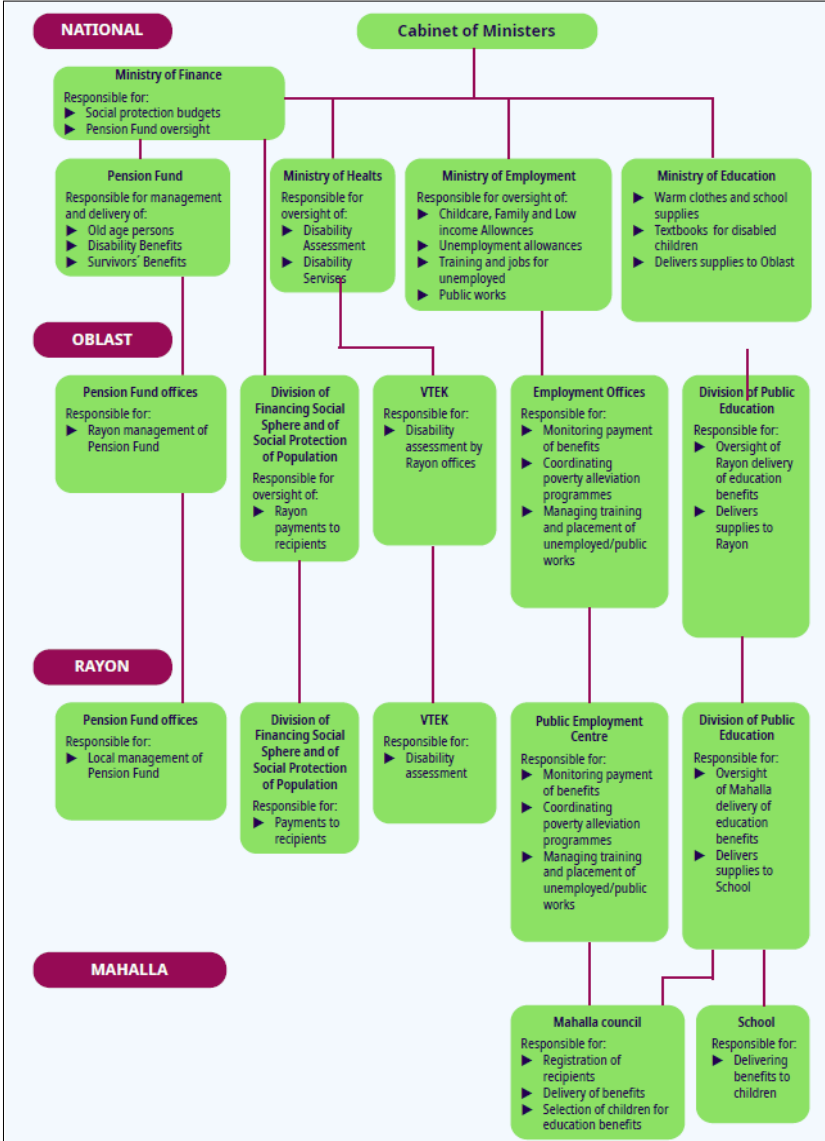 NATIONAL
Cabinet of Ministers
Ministry of Finance
Responsible for:
▶ Social protection budgets
▶ Pension Fund oversight
Pension Fund
Responsible for management
and delivery of:
▶ Old age persons
▶ Disability Benefits
▶ Survivors´ Benefits
Ministry of Healts
Responsible for
oversight of:
▶ Disability
Assessment
▶ Disability
Servises
Ministry of Employment
Responsible for oversight of:
▶ Childcare, Family and Low
income Allownces
▶ Unemployment allowances
▶ Training and jobs for
unemployed
▶ Public works
Ministry of Education
▶ Warm clothes and school
supplies
▶ Textbooks for disabled
children
▶ Delivers supplies to Oblast
OBLAST
Pension Fund offices
Responsible for:
▶ Rayon management of
Pension Fund
Division of
Financing Social
Sphere and of
Social Protection
of Population
Responsible for
oversight of:
▶ Rayon
payments to
recipients
VTEK
Responsible for:
▶ Disability
assessment by
Rayon offices
Employment Offices
Responsible for:
▶ Monitoring payment
of benefits
▶ Coordinating
poverty alleviation
programmes
▶ Managing training
and placement of
unemployed/public
works
Division of Public
Education
Responsible for:
▶ Oversight of
Rayon delivery
of education
benefits
▶ Delivers
supplies to
Rayon
RAYON
Pension Fund offices
Responsible for:
▶ Local management of
Pension Fund
Division of
Financing Social
Sphere and of
Social Protection
of Population
Responsible for:
▶ Payments to
recipients
VTEK
Responsible for:
▶ Disability
assessment
Public Employment
Centre
Responsible for:
▶ Monitoring payment
of benefits
▶ Coordinating
poverty alleviation
programmes
▶ Managing training
and placement of
unemployed/public
works
Division of Public
Education
Responsible for:
▶ Oversight
of Mahalla
delivery of
education
benefits
▶ Delivers
supplies to
School
MAHALLA
Mahalla council
Responsible for:
▶ Registration of
recipients
▶ Delivery of benefits
▶ Selection of children for
education benefits
School
Responsible for:
▶ Delivering
benefits to
children